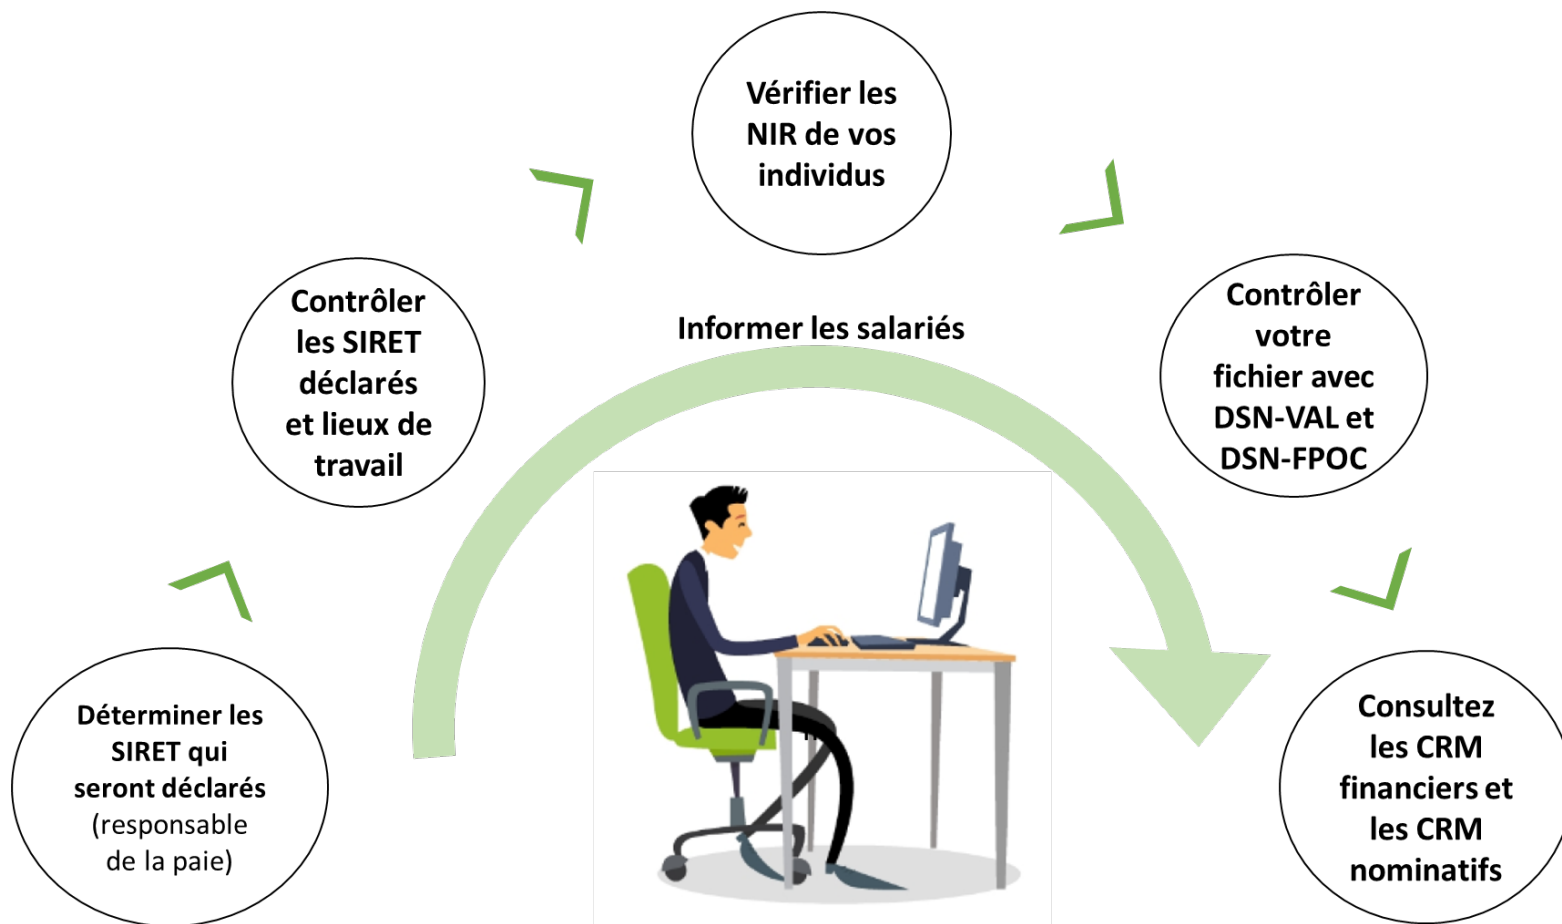 Vérifier les
NIR de vos
individus
Contrôler
les SIRET
déclarés
et lieux de
travail
Informer les salariés
Contrôler
votre
fichier avec
DSN-VAL et
DSN-FPOC
Déterminer les
SIRET qui
seront déclarés
(responsable
de la paie)
Consultez
les CRM
financiers et
les CRM
nominatifs